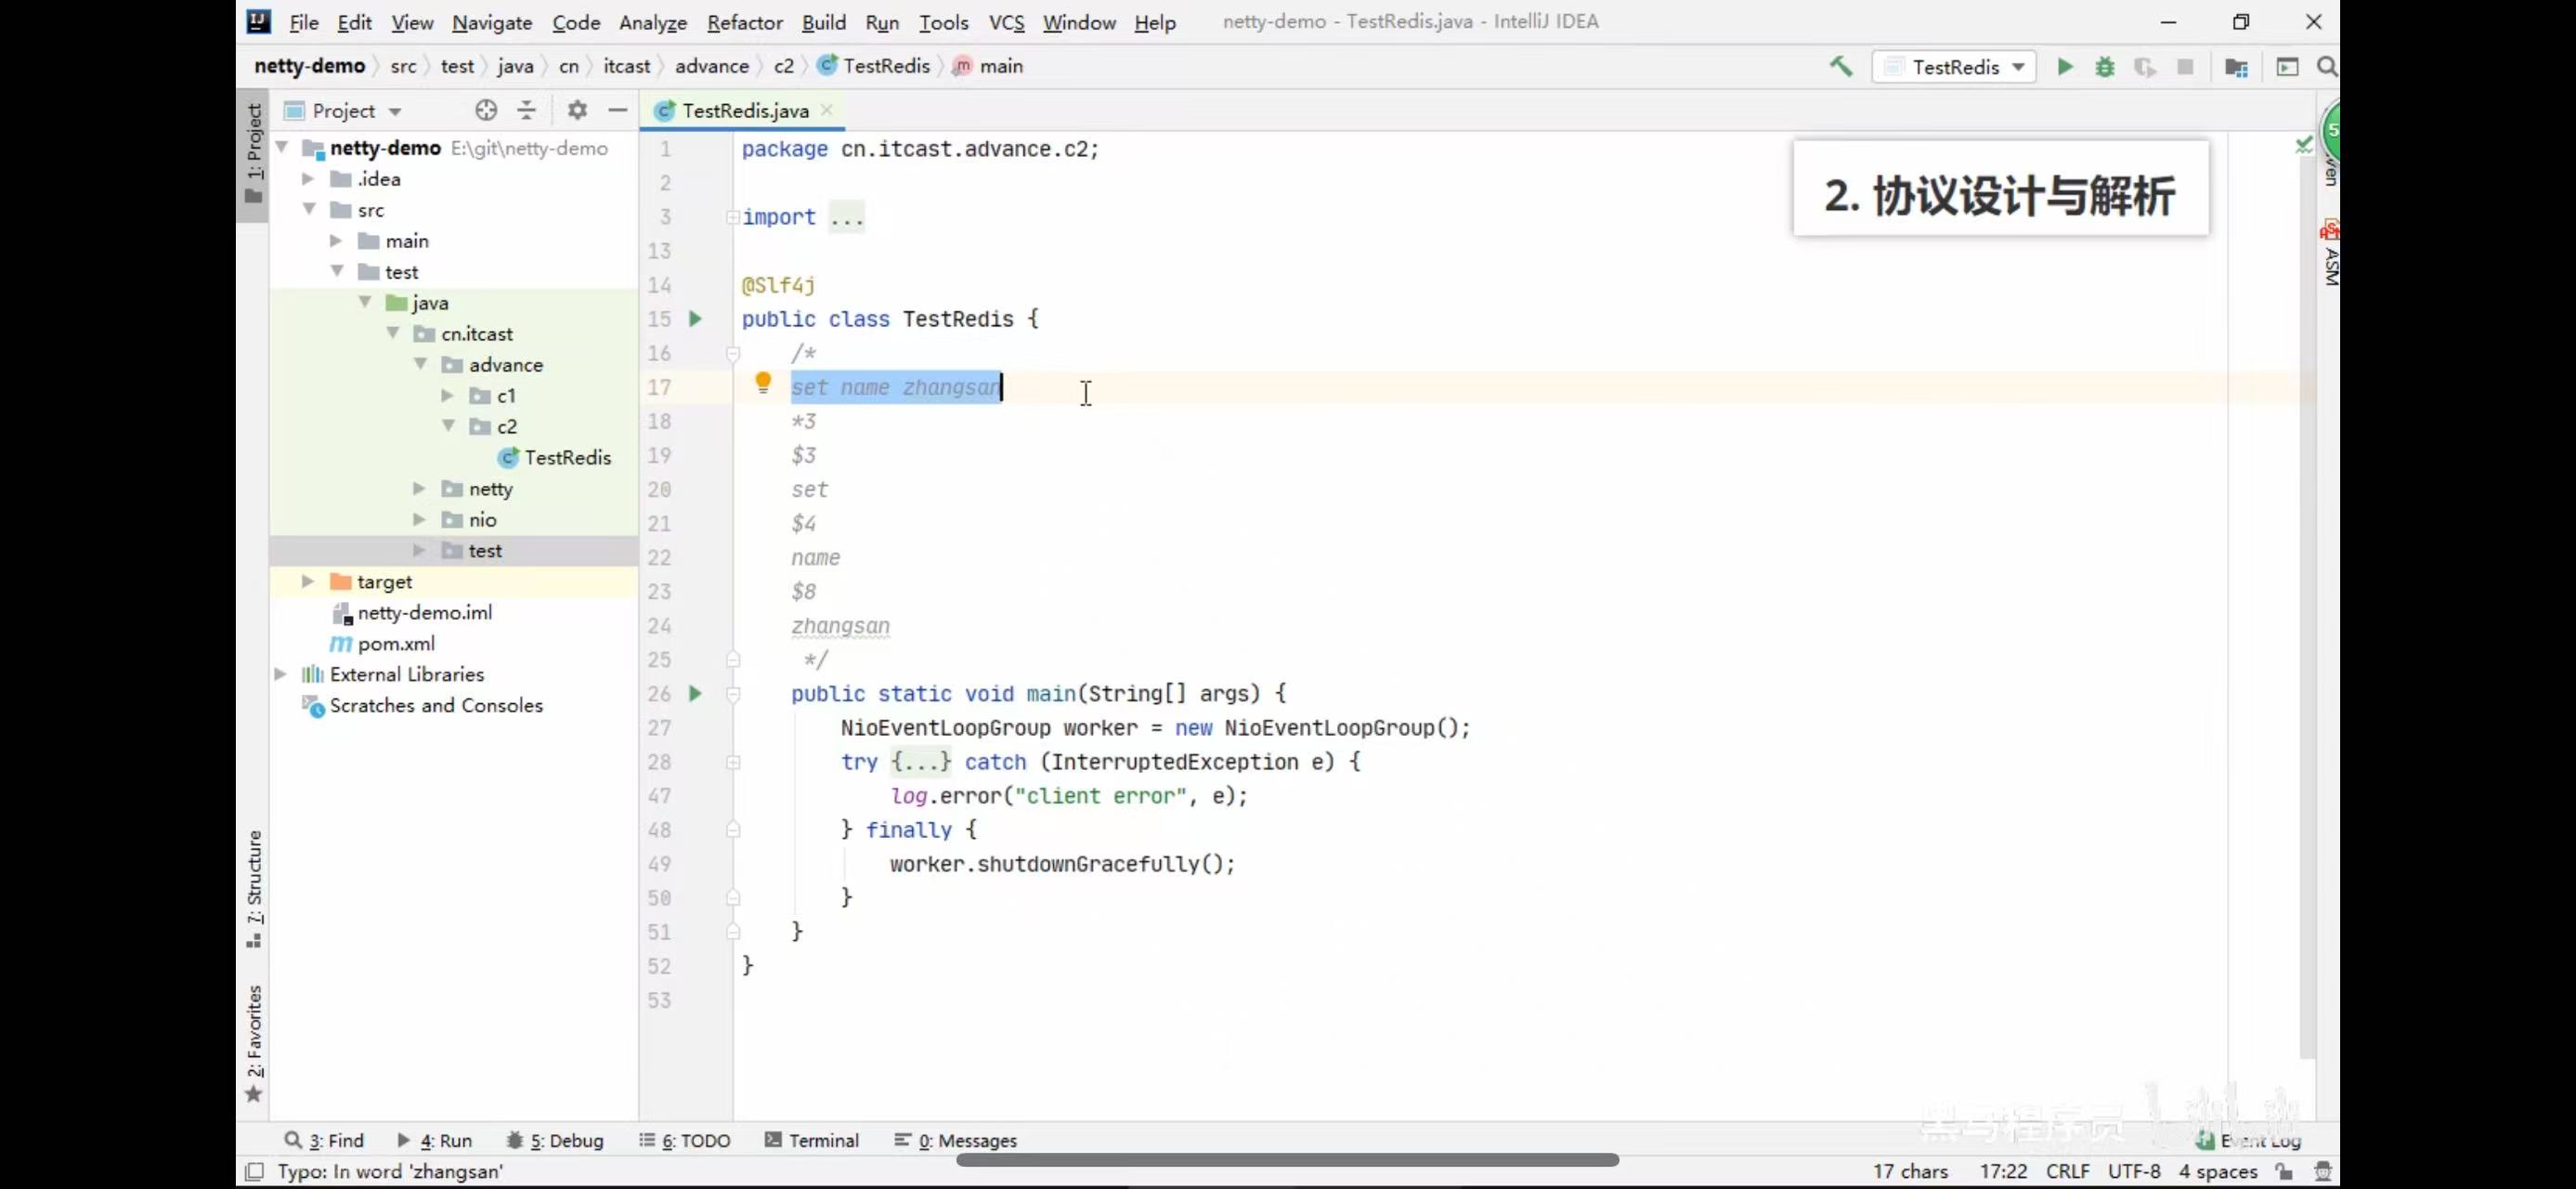 File Edit View Navigate Code Analyze Refactor Build Run Tools VCS Window Help netty-demo - TestRedis.java - IntelliJ IDEA
netty-demo src test java cn itcast advance c2 TestRedis main TestRedis
1: Project
Project
TestRedis.java
netty-demo E:\git\netty-demo
.idea
src
main
test
java
cn.itcast
advance
c1
c2
TestRedis
netty
nio
test
target
netty-demo.iml
pom.xml
External Libraries
Scratches and Consoles
7: Structure
2: Favorites
1 package cn.itcast.advance.c2;
2
3 import ...
13
14 @Slf4j
15 public class TestRedis {
16 /*
17 set name zhangsan
18 *3
19 $3
20 set
21 $4
22 name
23 $8
24 zhangsan
25 */
26 public static void main(String[] args) {
27 NioEventLoopGroup worker = new NioEventLoopGroup();
28 try {...} catch (InterruptedException e) {
47 log.error("client error", e);
48 } finally {
49 worker.shutdownGracefully();
50 }
51 }
52 }
53
2. 协议设计与解析
5
ven
ASM
黑马程序员
3: Find 4: Run 5: Debug 6: TODO Terminal 0: Messages Event Log
Typo: In word 'zhangsan' 17 chars 17:22 CRLF UTF-8 4 spaces